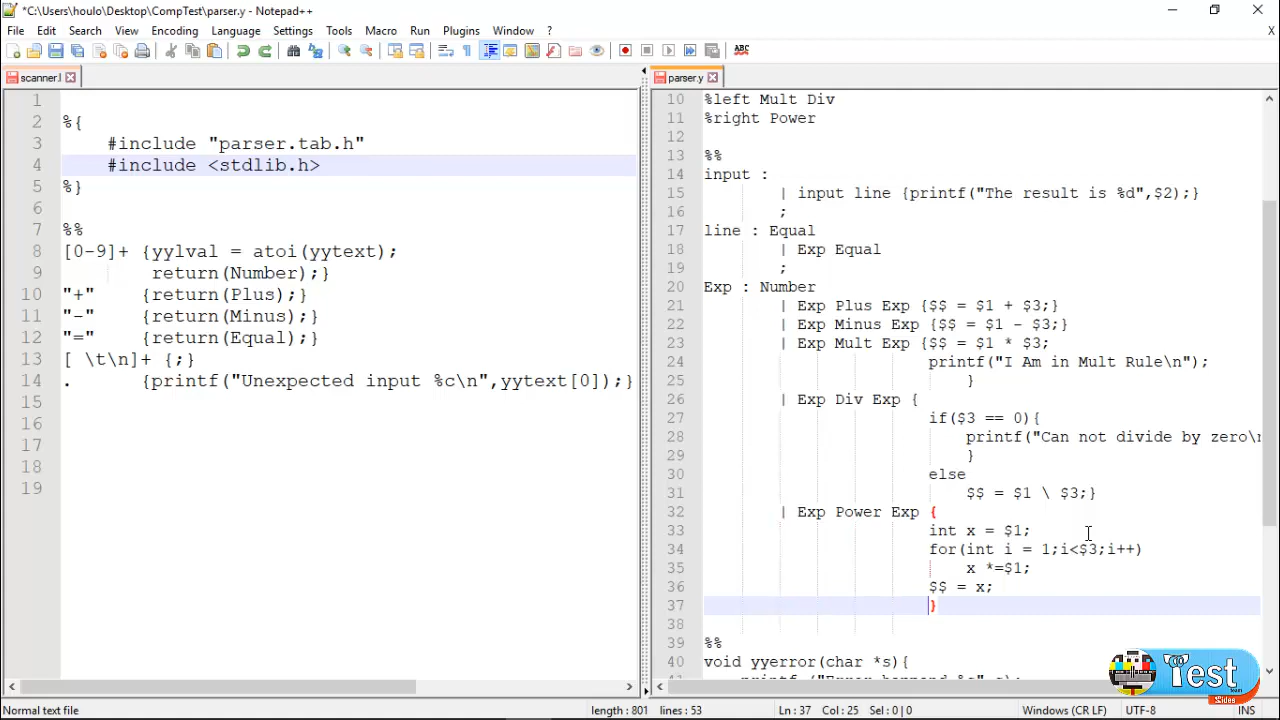 *C:\Users\houlo\Desktop\CompTest\parser.y - Notepad++
File Edit Search View Encoding Language Settings Tools Macro Run Plugins Window ? X
ABC
scanner.l
1
2 %{
3 #include "parser.tab.h"
4 #include <stdlib.h>
5 %}
6
7 %%
8 [0-9]+ {yylval = atoi(yytext);
9 return(Number);}
10 "+" {return(Plus);}
11 "-" {return(Minus);}
12 "=" {return(Equal);}
13 [ \t\n]+ {;}
14 . {printf("Unexpected input %c\n",yytext[0]);}
15
16
17
18
19
parser.y
10 %left Mult Div
11 %right Power
12
13 %%
14 input :
15 | input line {printf("The result is %d",$2);}
16 ;
17 line : Equal
18 | Exp Equal
19 ;
20 Exp : Number
21 | Exp Plus Exp {$$ = $1 + $3;}
22 | Exp Minus Exp {$$ = $1 - $3;}
23 | Exp Mult Exp {$$ = $1 * $3;
24 printf("I Am in Mult Rule\n");
25 }
26 | Exp Div Exp {
27 if($3 == 0){
28 printf("Can not divide by zero\n
29 }
30 else
31 $$ = $1 \ $3;}
32 | Exp Power Exp {
33 int x = $1;
34 for(int i = 1;i<$3;i++)
35 x *=$1;
36 $$ = x;
37 }
38
39 %%
40 void yyerror(char *s){
Test
Slides
Normal text file length : 801 lines : 53 Ln : 37 Col : 25 Sel : 0 | 0 Windows (CR LF) UTF-8 INS